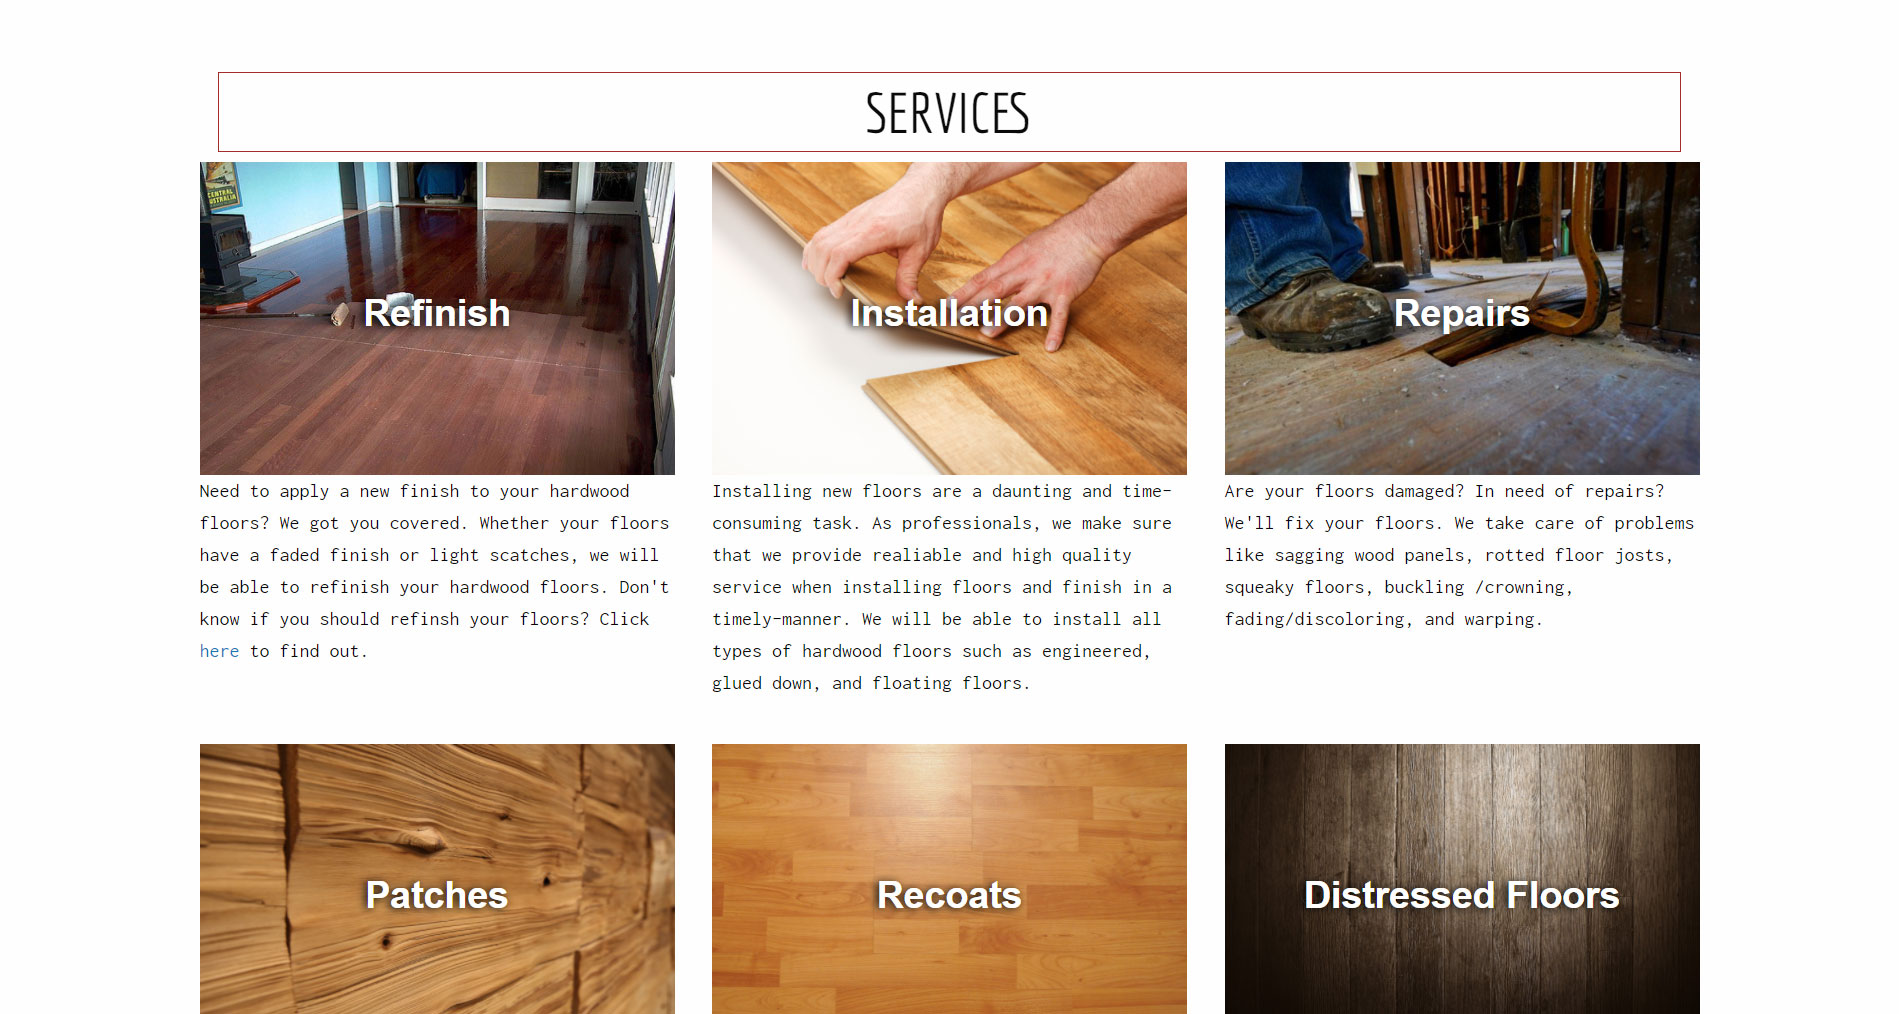 SERVICES
CENTRAL
AUSTRALIA
Refinish
Need to apply a new finish to your hardwood
floors? We got you covered. Whether your floors
have a faded finish or light scatches, we will
be able to refinish your hardwood floors. Don't
know if you should refinsh your floors? Click
here to find out.
Installation
Installing new floors are a daunting and time-
consuming task. As professionals, we make sure
that we provide realiable and high quality
service when installing floors and finish in a
timely-manner. We will be able to install all
types of hardwood floors such as engineered,
glued down, and floating floors.
Repairs
Are your floors damaged? In need of repairs?
We'll fix your floors. We take care of problems
like sagging wood panels, rotted floor josts,
squeaky floors, buckling /crowning,
fading/discoloring, and warping.
Patches
Recoats
Distressed Floors